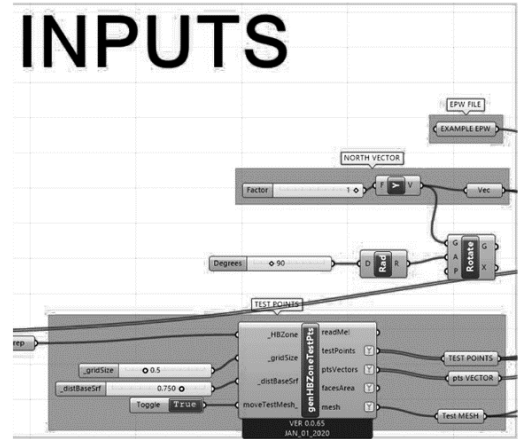 INPUTS
EPW FILE
EXAMPLE EPW
NORTH VECTOR
Factor 1 F Y V Vec
Degrees 90 D Rad R G A P Rotate G X
TEST POINTS
rep
_HBZone
_gridSize
_distBaseSrf
moveTestMesh_
genHBZoneTestPts
readMe!
testPoints
ptsVectors
facesArea
mesh
_gridSize 0.5
_distBaseSrf 0.750
Toggle True
TEST POINTS
pts VECTOR
Test MESH
VER 0.0.65
JAN_01_2020